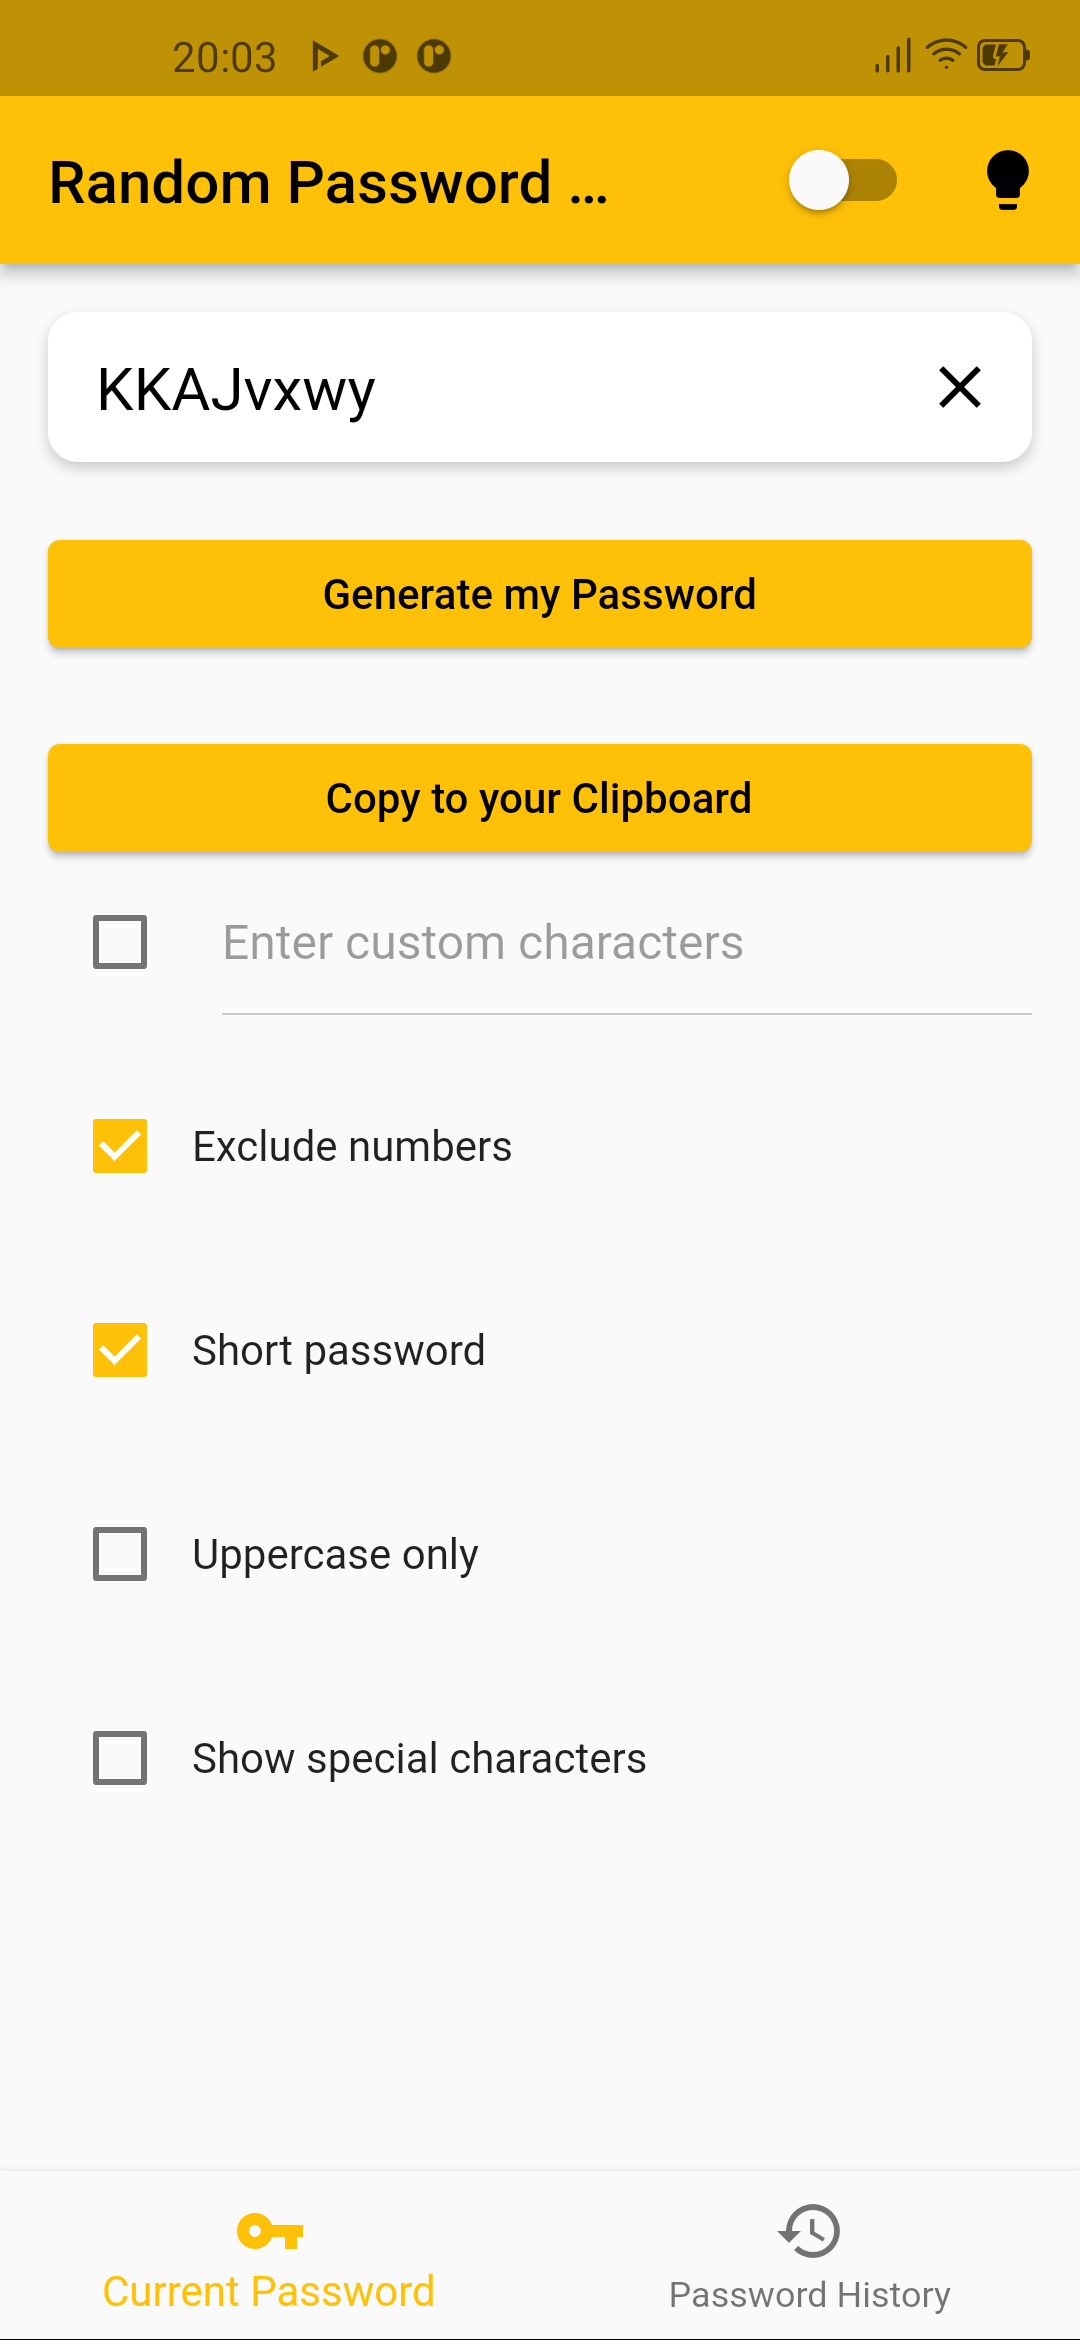 20:03
Random Password ...
KKAJvxwy
Generate my Password
Copy to your Clipboard
Enter custom characters
Exclude numbers
Short password
Uppercase only
Show special characters
Current Password
Password History